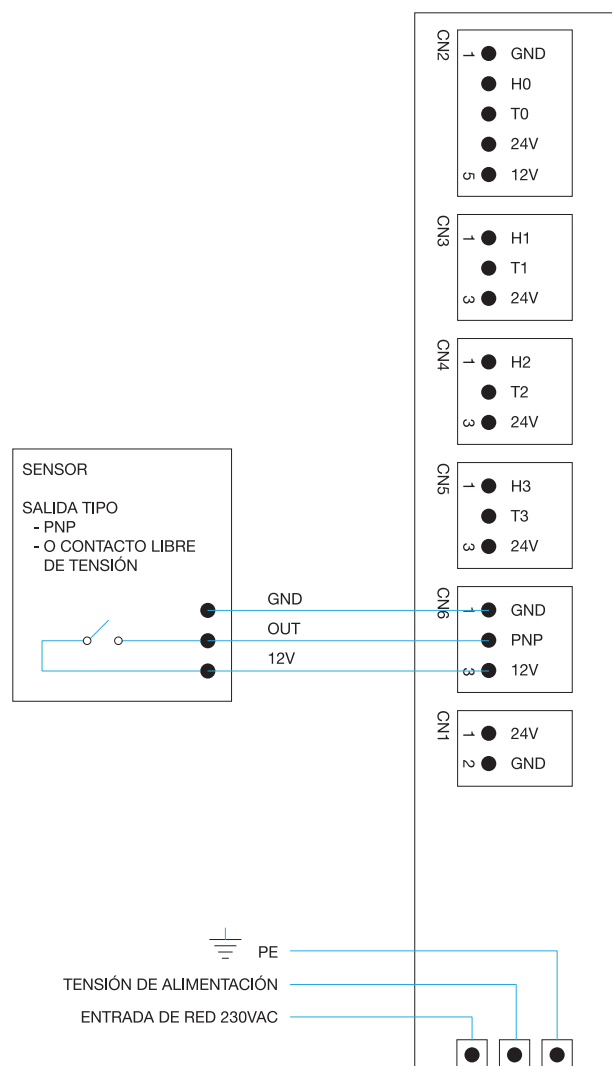 CN2
1 GND
H0
T0
24V
5 12V
CN3
1 H1
T1
3 24V
CN4
1 H2
T2
3 24V
CN5
1 H3
T3
3 24V
SENSOR
SALIDA TIPO
- PNP
- O CONTACTO LIBRE
DE TENSIÓN
GND
OUT
12V
CN6
1 GND
PNP
3 12V
CN1
1 24V
2 GND
PE
TENSIÓN DE ALIMENTACIÓN
ENTRADA DE RED 230VAC